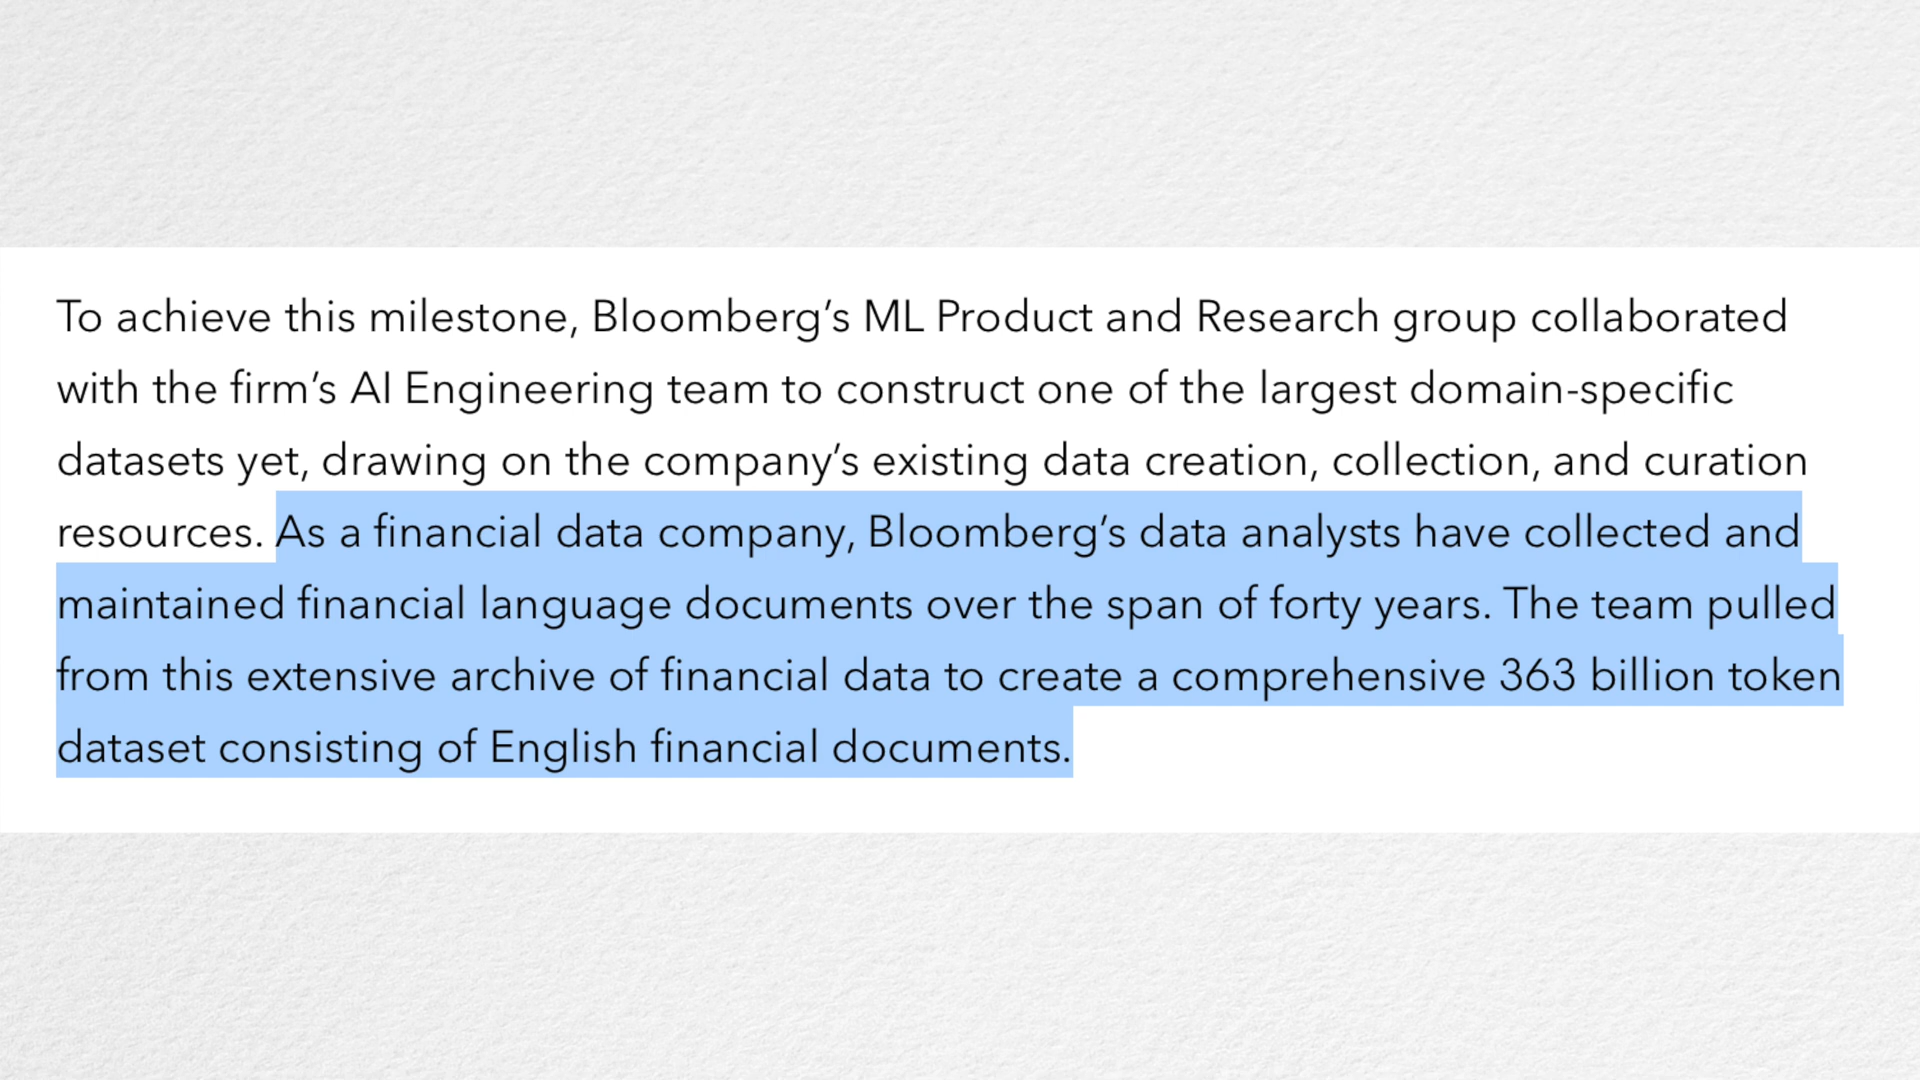 To achieve this milestone, Bloomberg’s ML Product and Research group collaborated
with the firm’s AI Engineering team to construct one of the largest domain-specific
datasets yet, drawing on the company’s existing data creation, collection, and curation
resources. As a financial data company, Bloomberg’s data analysts have collected and
maintained financial language documents over the span of forty years. The team pulled
from this extensive archive of financial data to create a comprehensive 363 billion token
dataset consisting of English financial documents.